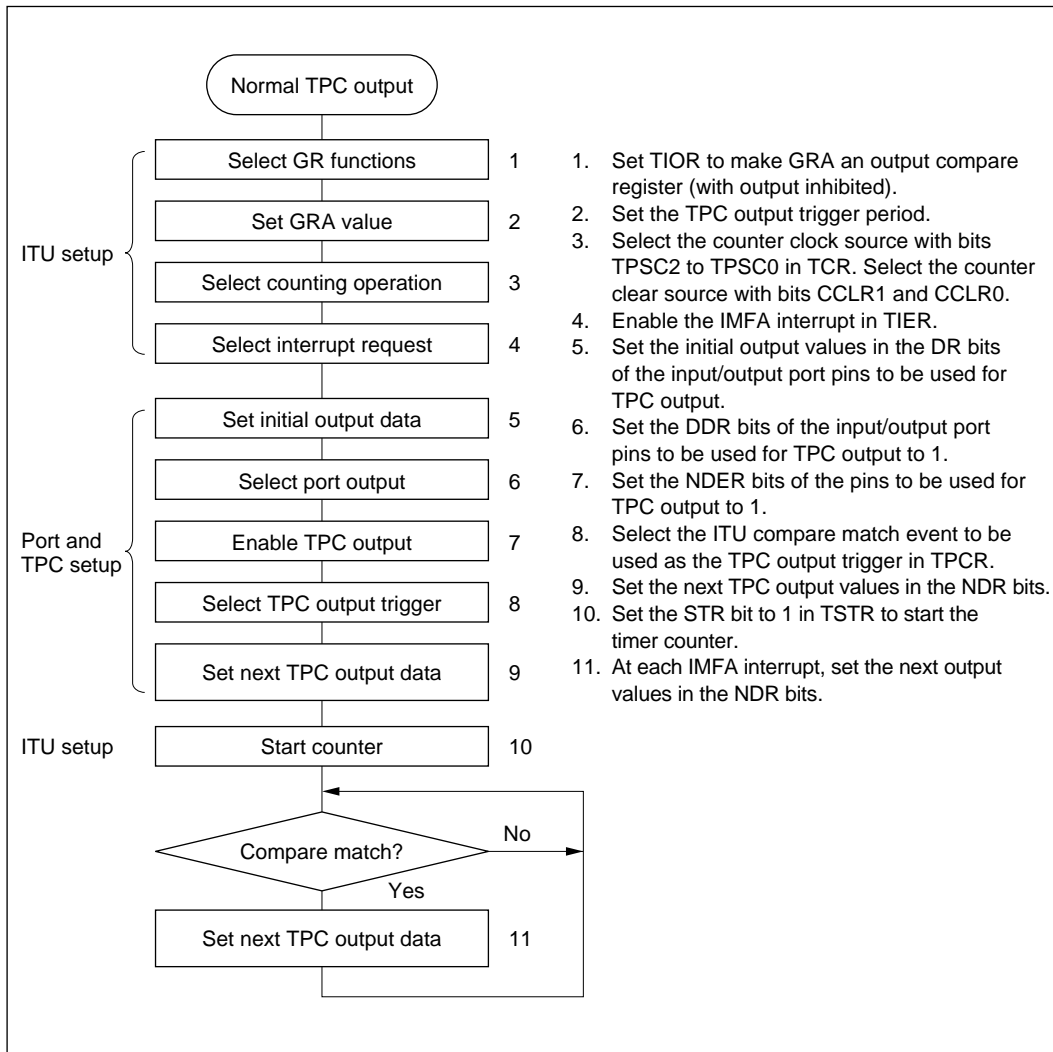 Normal TPC output
ITU setup
Select GR functions 1
Set GRA value 2
Select counting operation 3
Select interrupt request 4
Port and
TPC setup
Set initial output data 5
Select port output 6
Enable TPC output 7
Select TPC output trigger 8
Set next TPC output data 9
ITU setup
Start counter 10
Compare match?
No
Yes
Set next TPC output data 11
1. Set TIOR to make GRA an output compare
register (with output inhibited).
2. Set the TPC output trigger period.
3. Select the counter clock source with bits
TPSC2 to TPSC0 in TCR. Select the counter
clear source with bits CCLR1 and CCLR0.
4. Enable the IMFA interrupt in TIER.
5. Set the initial output values in the DR bits
of the input/output port pins to be used for
TPC output.
6. Set the DDR bits of the input/output port
pins to be used for TPC output to 1.
7. Set the NDER bits of the pins to be used for
TPC output to 1.
8. Select the ITU compare match event to be
used as the TPC output trigger in TPCR.
9. Set the next TPC output values in the NDR bits.
10. Set the STR bit to 1 in TSTR to start the
timer counter.
11. At each IMFA interrupt, set the next output
values in the NDR bits.